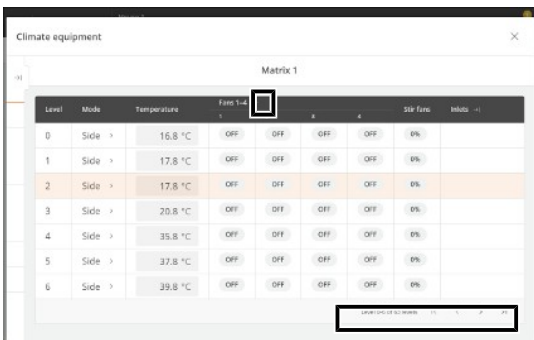 Climate equipment
Matrix 1
Fans 1-4
Level Mode Temperature Stir fans Inlets
1 3 4
0 Side > 16.8 °C OFF OFF OFF OFF 0%
1 Side > 17.8 °C OFF OFF OFF OFF 0%
2 Side > 17.8 °C OFF OFF OFF OFF 0%
3 Side > 20.8 °C OFF OFF OFF OFF 0%
4 Side > 35.8 °C OFF OFF OFF OFF 0%
5 Side > 37.8 °C OFF OFF OFF OFF 0%
6 Side > 39.8 °C OFF OFF OFF OFF 0%